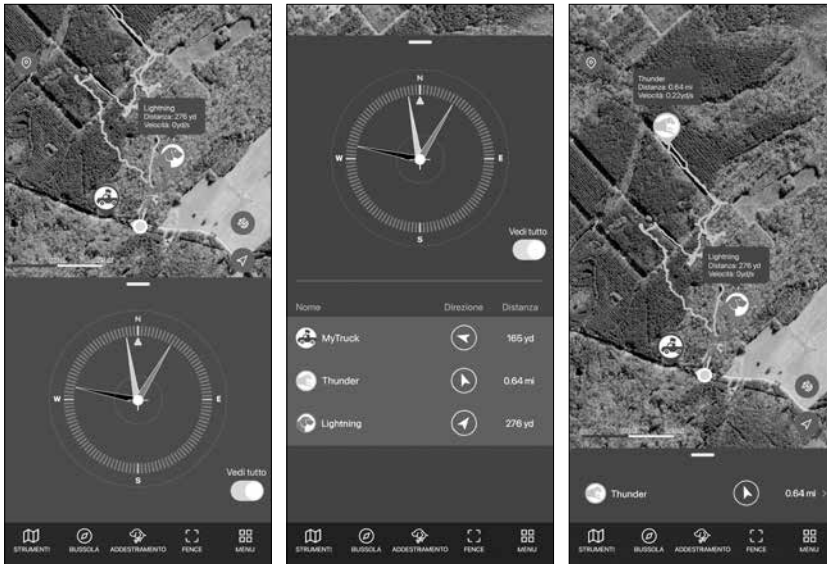 Lightning
Distanza: 276 yd
Velocità: 0yd/s
N
W
E
S
Vedi tutto
STRUMENTI
BUSSOLA
ADDESTRAMENTO
FENCE
MENU
N
W
E
S
Vedi tutto
Nome Direzione Distanza
MyTruck 165 yd
Thunder 0.64 mi
Lightning 276 yd
STRUMENTI
BUSSOLA
ADDESTRAMENTO
FENCE
MENU
Thunder
Distanza: 0.64 mi
Velocità: 0.22yd/s
Lightning
Distanza: 276 yd
Velocità: 0yd/s
Thunder 0.64 mi
STRUMENTI
BUSSOLA
ADDESTRAMENTO
FENCE
MENU